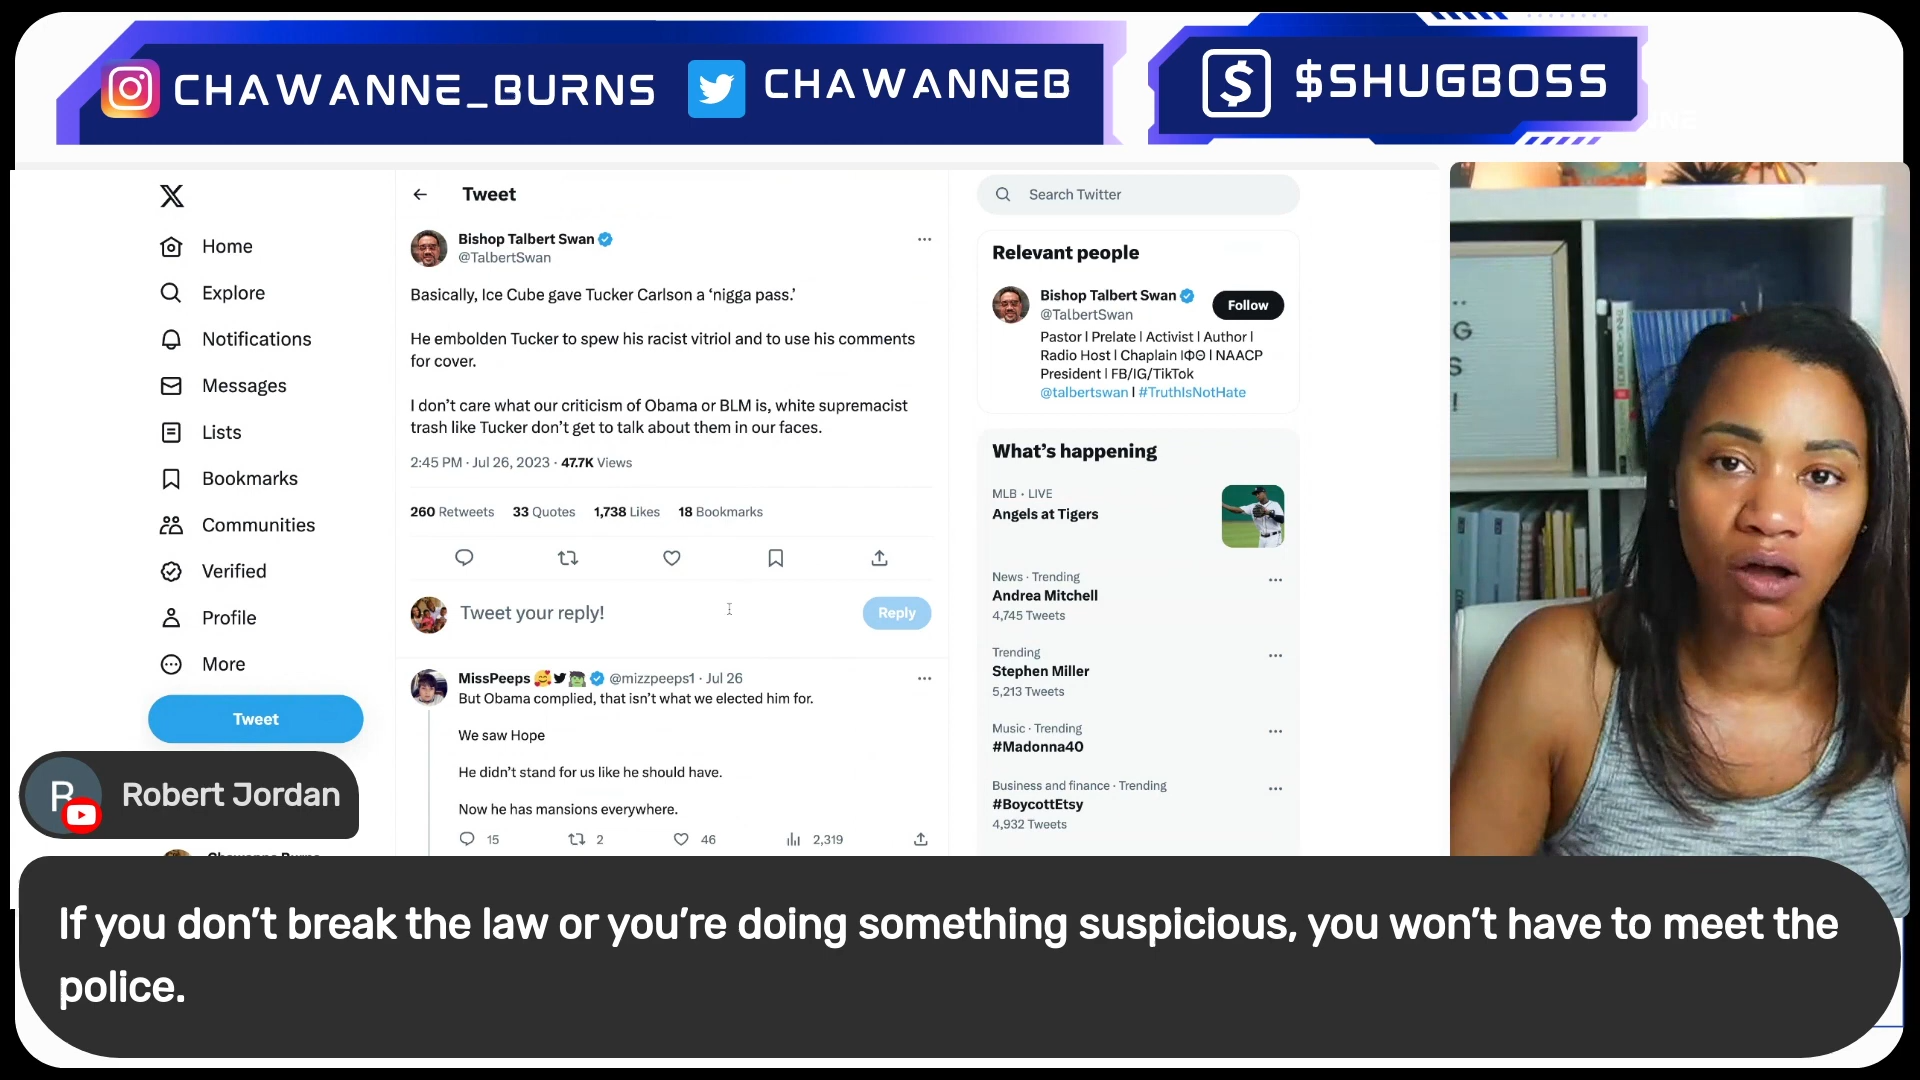 CHAWANNE_BURNS
CHAWANNEB
$SHUGBOSS
Home
Explore
Notifications
Messages
Lists
Bookmarks
Communities
Verified
Profile
More
Tweet
Tweet
Bishop Talbert Swan
@TalbertSwan
Basically, Ice Cube gave Tucker Carlson a ‘nigga pass.’
He embolden Tucker to spew his racist vitriol and to use his comments
for cover.
I don’t care what our criticism of Obama or BLM is, white supremacist
trash like Tucker don’t get to talk about them in our faces.
2:45 PM · Jul 26, 2023 · 47.7K Views
260 Retweets 33 Quotes 1,738 Likes 18 Bookmarks
Tweet your reply!
Reply
MissPeeps @mizzpeeps1 · Jul 26
But Obama complied, that isn’t what we elected him for.
We saw Hope
He didn’t stand for us like he should have.
Now he has mansions everywhere.
15 2 46 2,319
Search Twitter
Relevant people
Bishop Talbert Swan
@TalbertSwan
Follow
Pastor | Prelate | Activist | Author |
Radio Host | Chaplain |ΦΘ | NAACP
President | FB/IG/TikTok
@talbertswan | #TruthIsNotHate
What’s happening
MLB · LIVE
Angels at Tigers
News · Trending
Andrea Mitchell
4,745 Tweets
Trending
Stephen Miller
5,213 Tweets
Music · Trending
#Madonna40
Business and finance · Trending
#BoycottEtsy
4,932 Tweets
R
Robert Jordan
Chawanne Burns
If you don’t break the law or you’re doing something suspicious, you won’t have to meet the
police.